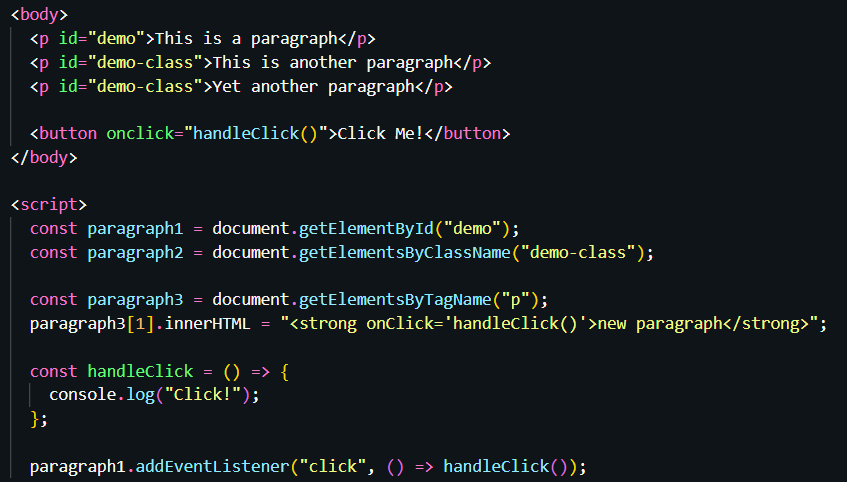 <body>
<p id="demo">This is a paragraph</p>
<p id="demo-class">This is another paragraph</p>
<p id="demo-class">Yet another paragraph</p>
<button onclick="handleClick()">Click Me!</button>
</body>
<script>
const paragraph1 = document.getElementById("demo");
const paragraph2 = document.getElementsByClassName("demo-class");
const paragraph3 = document.getElementsByTagName("p");
paragraph3[1].innerHTML = "<strong onClick='handleClick()'>new paragraph</strong>";
const handleClick = () => {
console.log("Click!");
};
paragraph1.addEventListener("click", () => handleClick());